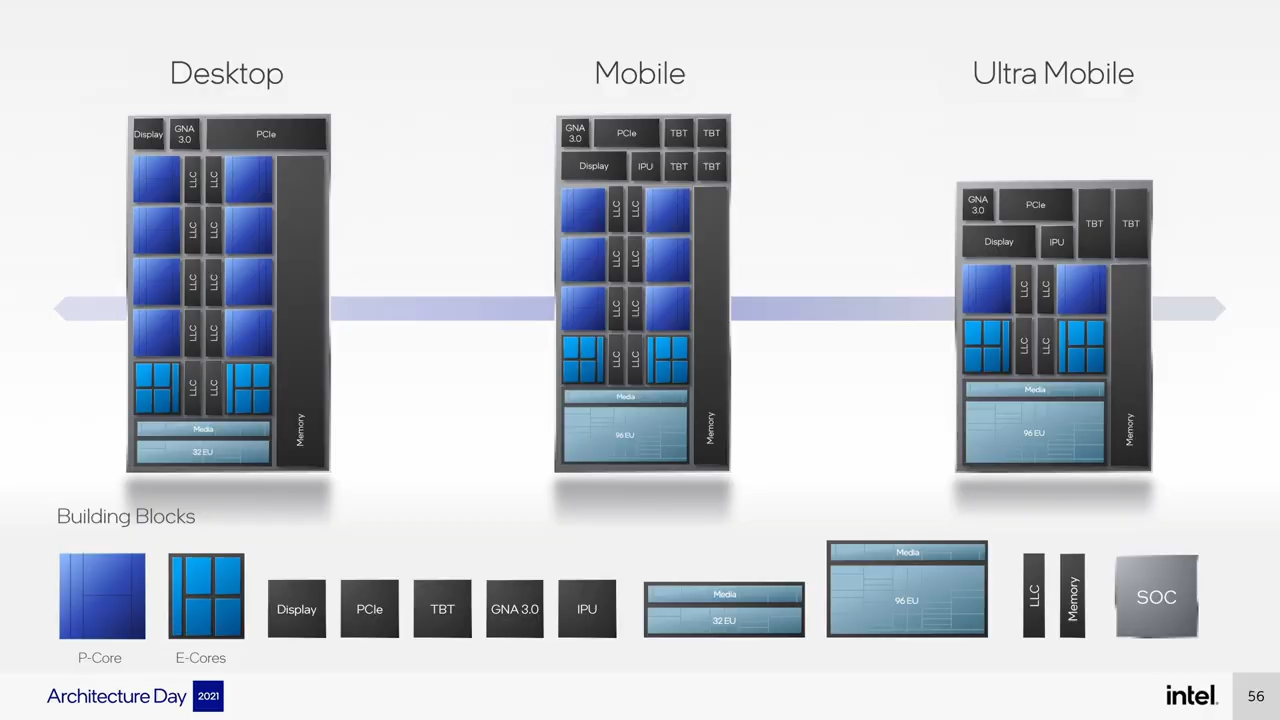 Desktop
Mobile
Ultra Mobile
Display
GNA
3.0
PCIe
LLC
LLC
LLC
LLC
LLC
LLC
LLC
LLC
LLC
LLC
Media
32 EU
Memory
GNA
3.0
PCIe
TBT
TBT
Display
IPU
TBT
TBT
LLC
LLC
LLC
LLC
LLC
LLC
LLC
LLC
Media
96 EU
Memory
GNA
3.0
PCIe
TBT
TBT
Display
IPU
LLC
LLC
LLC
LLC
Media
96 EU
Memory
Building Blocks
P-Core
E-Cores
Display
PCIe
TBT
GNA 3.0
IPU
Media
32 EU
Media
96 EU
LLC
Memory
SOC
Architecture Day 2021
intel.
56